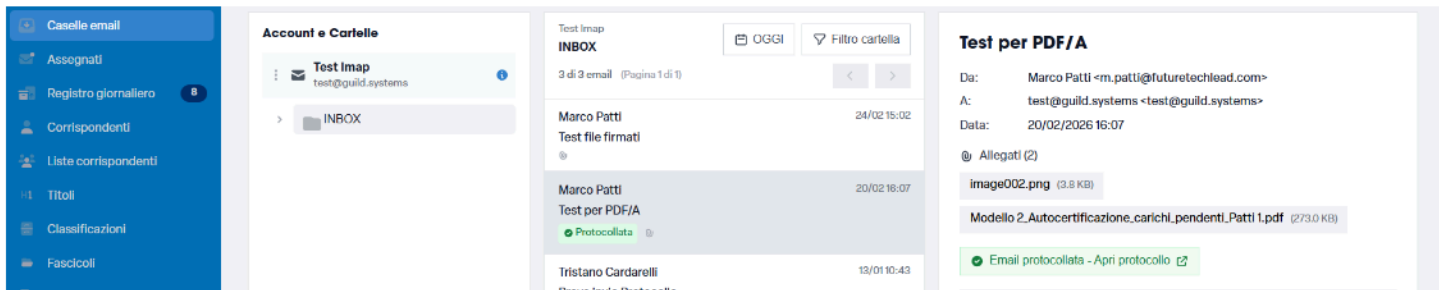 Caselle email
Assegnati
Registro giornaliero 8
Corrispondenti
Liste corrispondenti
H1 Titoli
Classificazioni
Fascicoli
Account e Cartelle
Test Imap
test@guild.systems
INBOX
Test Imap
INBOX
OGGI
Filtro cartella
3 di 3 email (Pagina 1 di 1)
Marco Patti 24/02 15:02
Test file firmati
Marco Patti 20/02 16:07
Test per PDF/A
Protocollata
Tristano Cardarelli 13/01 10:43
Prova Invio Protocollo
Test per PDF/A
Da: Marco Patti <m.patti@futuretechlead.com>
A: test@guild.systems <test@guild.systems>
Data: 20/02/2026 16:07
Allegati (2)
image002.png (3.8 KB)
Modello 2_Autocertificazione_carichi_pendenti_Patti 1.pdf (273.0 KB)
Email protocollata - Apri protocollo